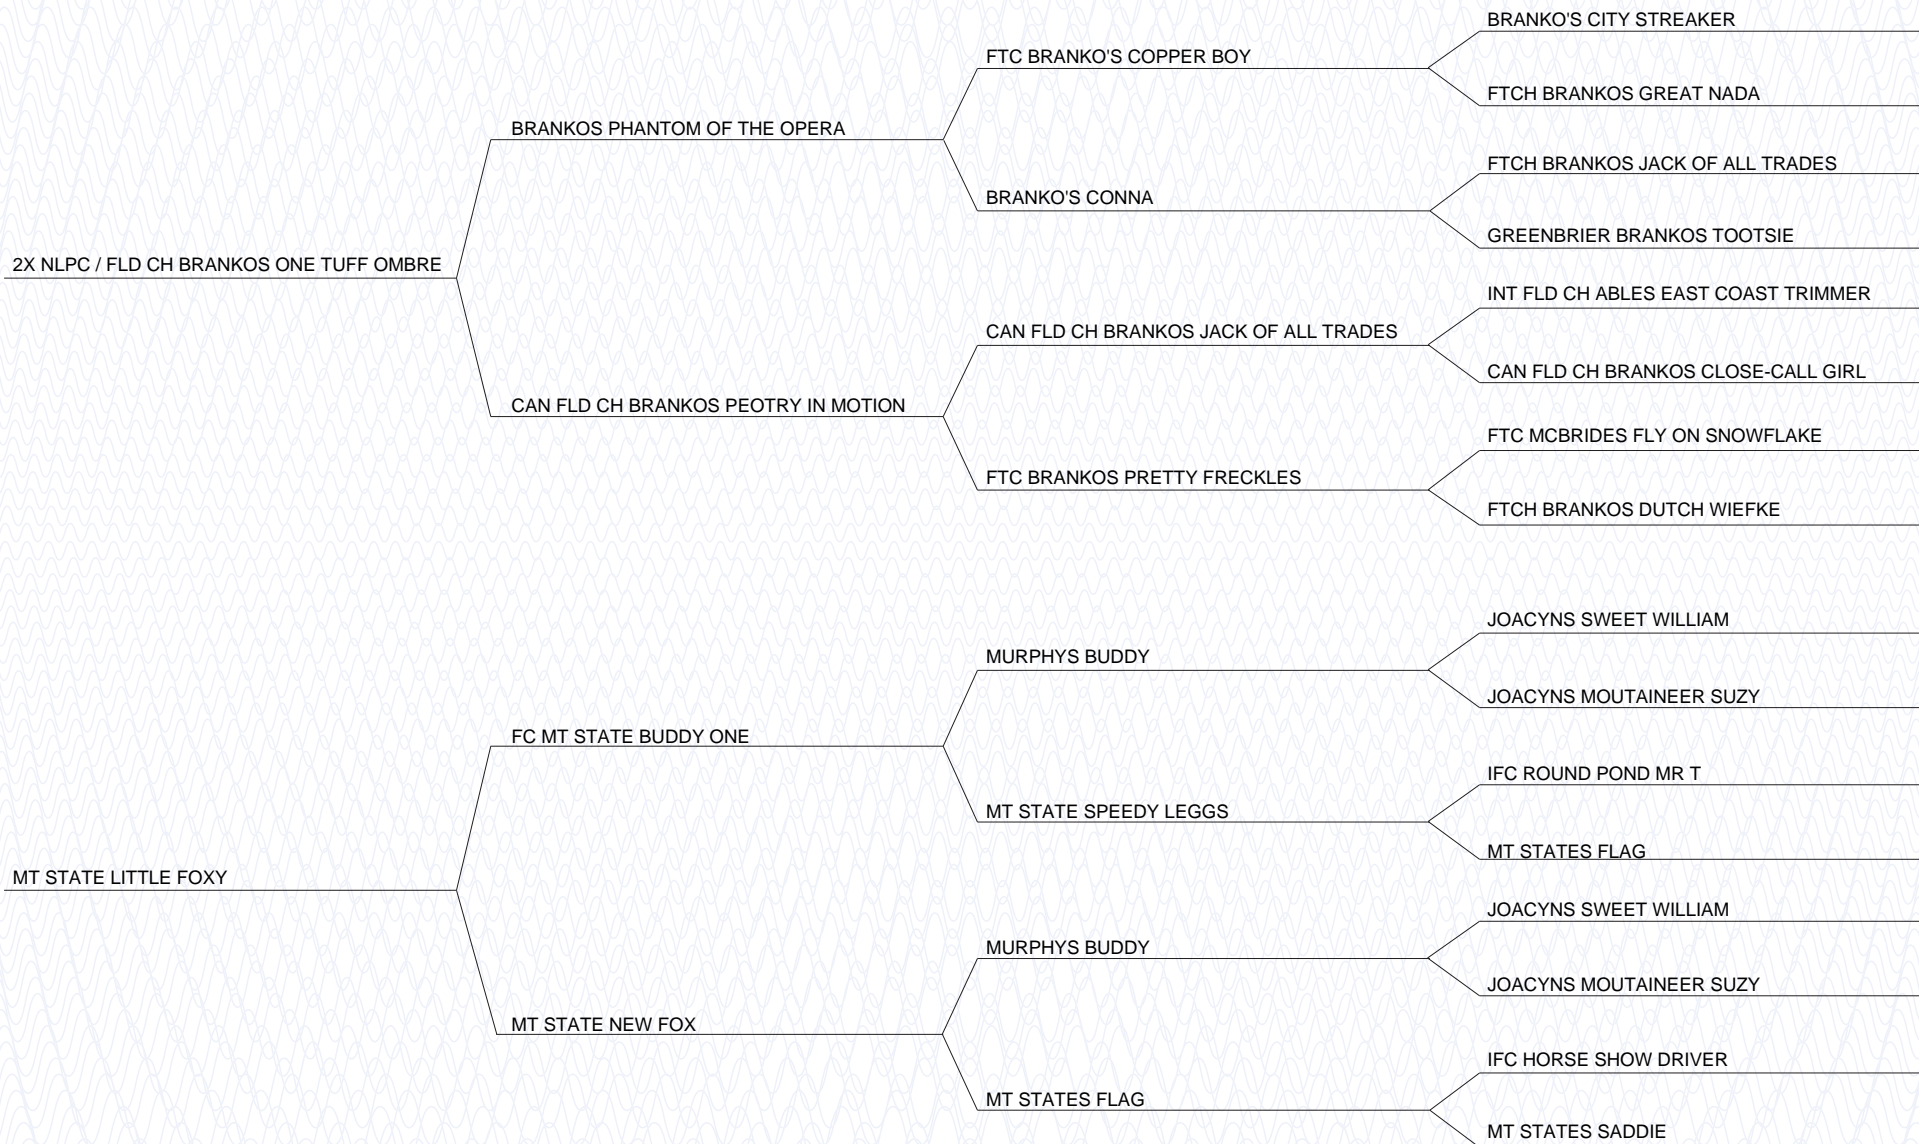 BRANKO'S CITY STREAKER
FTC BRANKO'S COPPER BOY
FTCH BRANKOS GREAT NADA
BRANKOS PHANTOM OF THE OPERA
FTCH BRANKOS JACK OF ALL TRADES
BRANKO'S CONNA
GREENBRIER BRANKOS TOOTSIE
2X NLPC / FLD CH BRANKOS ONE TUFF OMBRE
INT FLD CH ABLES EAST COAST TRIMMER
CAN FLD CH BRANKOS JACK OF ALL TRADES
CAN FLD CH BRANKOS CLOSE-CALL GIRL
CAN FLD CH BRANKOS PEOTRY IN MOTION
FTC MCBRIDES FLY ON SNOWFLAKE
FTC BRANKOS PRETTY FRECKLES
FTCH BRANKOS DUTCH WIEFKE
JOACYNS SWEET WILLIAM
MURPHYS BUDDY
JOACYNS MOUTAINEER SUZY
FC MT STATE BUDDY ONE
IFC ROUND POND MR T
MT STATE SPEEDY LEGGS
MT STATES FLAG
MT STATE LITTLE FOXY
JOACYNS SWEET WILLIAM
MURPHYS BUDDY
JOACYNS MOUTAINEER SUZY
MT STATE NEW FOX
IFC HORSE SHOW DRIVER
MT STATES FLAG
MT STATES SADDIE